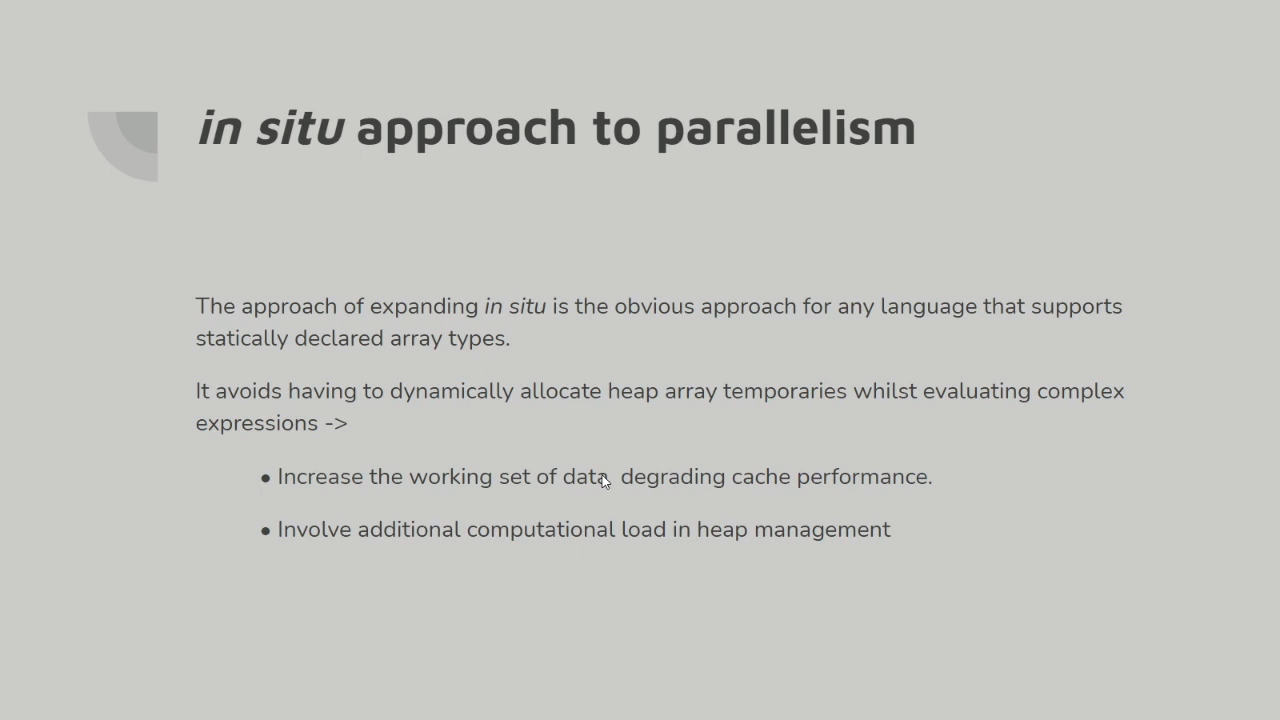 in situ approach to parallelism
The approach of expanding in situ is the obvious approach for any language that supports
statically declared array types.
It avoids having to dynamically allocate heap array temporaries whilst evaluating complex
expressions ->
● Increase the working set of data, degrading cache performance.
● Involve additional computational load in heap management